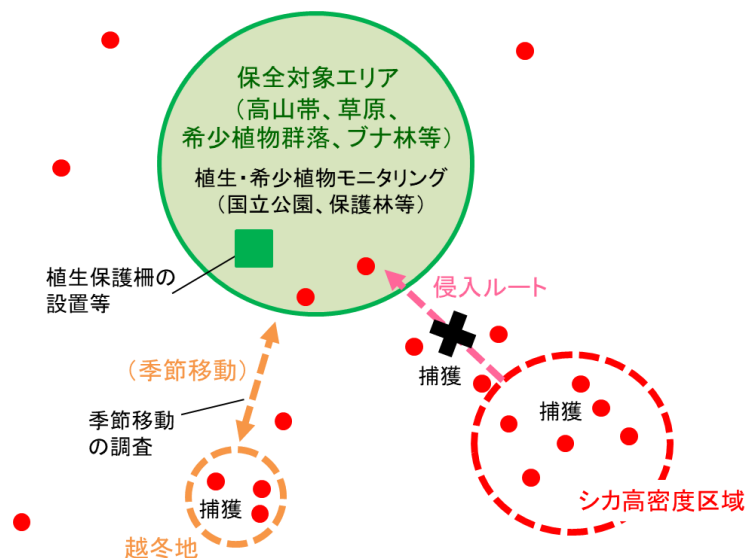 保全対象エリア
（高山帯、草原、
希少植物群落、ブナ林等）
植生・希少植物モニタリング
（国立公園、保護林等）
植生保護柵の
設置等
侵入ルート
捕獲
（季節移動）
季節移動
の調査
捕獲
シカ高密度区域
捕獲
越冬地